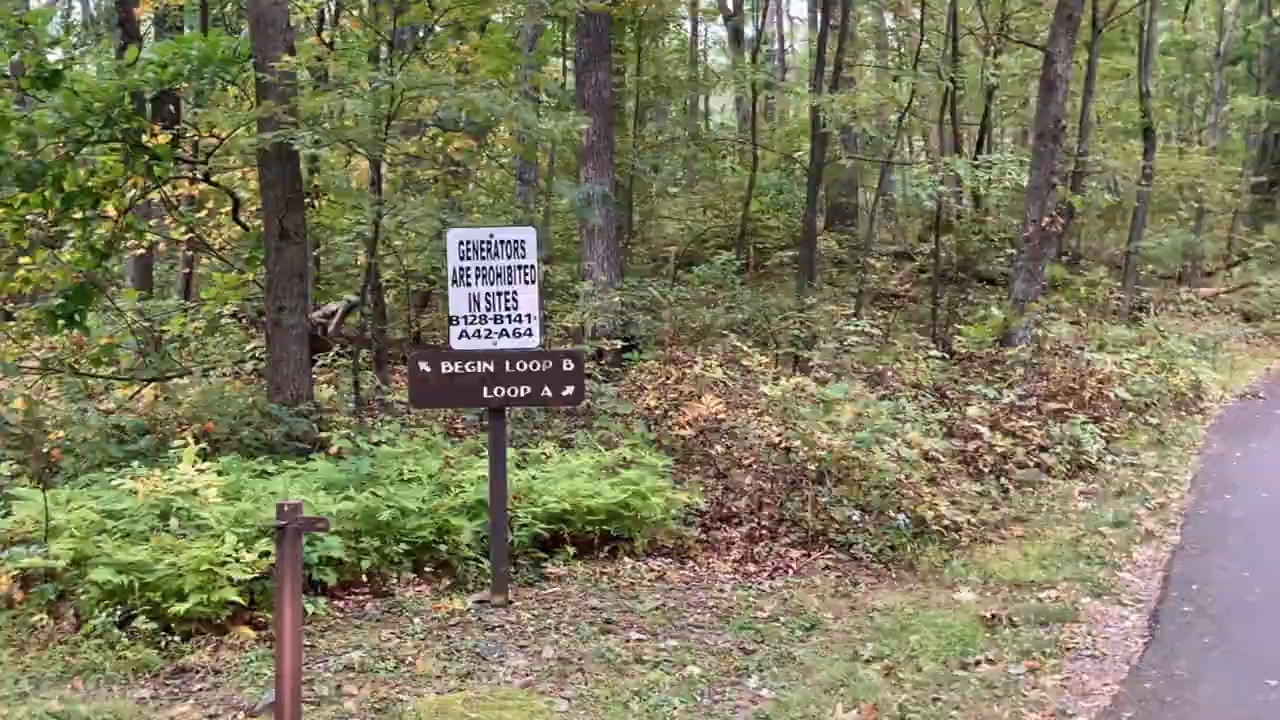 GENERATORS
ARE PROHIBITED
IN SITES
B128-B141·
A42-A64
↖ BEGIN LOOP B
LOOP A ↗